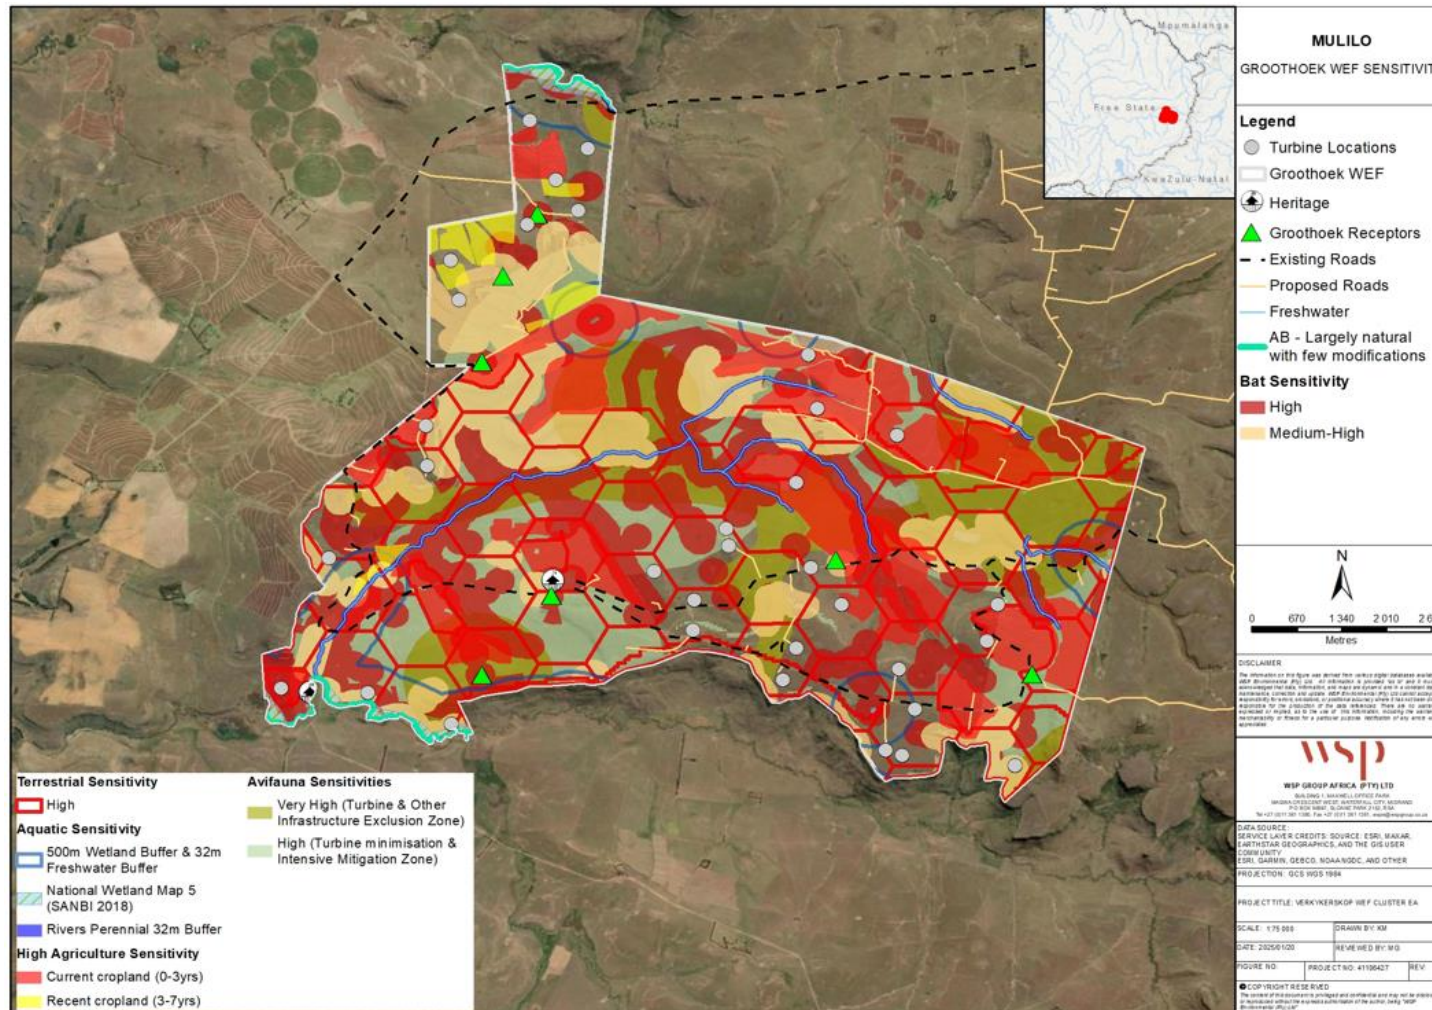 Mpumalanga
Free State
KwaZulu-Natal
MULILO
GROOTHOEK WEF SENSIVIT
Legend
Turbine Locations
Groothoek WEF
Heritage
Groothoek Receptors
Existing Roads
Proposed Roads
Freshwater
AB - Largely natural
with few modifications
Bat Sensitivity
High
Medium-High
N
0 670 1 340 2 010 2 6
Metres
DISCLAIMER
WSP
WSP GROUP AFRICA (PTY) LTD
DATA SOURCE:
SERVICE LAYER CREDITS: SOURCE: ESRI, MAXAR,
EARTHSTAR GEOGRAPHICS, AND THE GIS USER
COMMUNITY
ESRI, GARMIN, GEBCO, NOAA NGDC, AND OTHER
PROJECTION: GCS WGS 1984
PROJECT TITLE: VERKYKERSKOP WEF CLUSTER EA
SCALE: 1:75 000
DRAWN BY: KM
DATE: 2025/01/20
REVIEWED BY: MG
FIGURE NO:
PROJECT NO: 41106427
REV:
© COPYRIGHT RESERVED
Terrestrial Sensitivity
High
Aquatic Sensitivity
500m Wetland Buffer & 32m
Freshwater Buffer
National Wetland Map 5
(SANBI 2018)
Rivers Perennial 32m Buffer
High Agriculture Sensitivity
Current cropland (0-3yrs)
Recent cropland (3-7yrs)
Avifauna Sensitivities
Very High (Turbine & Other
Infrastructure Exclusion Zone)
High (Turbine minimisation &
Intensive Mitigation Zone)